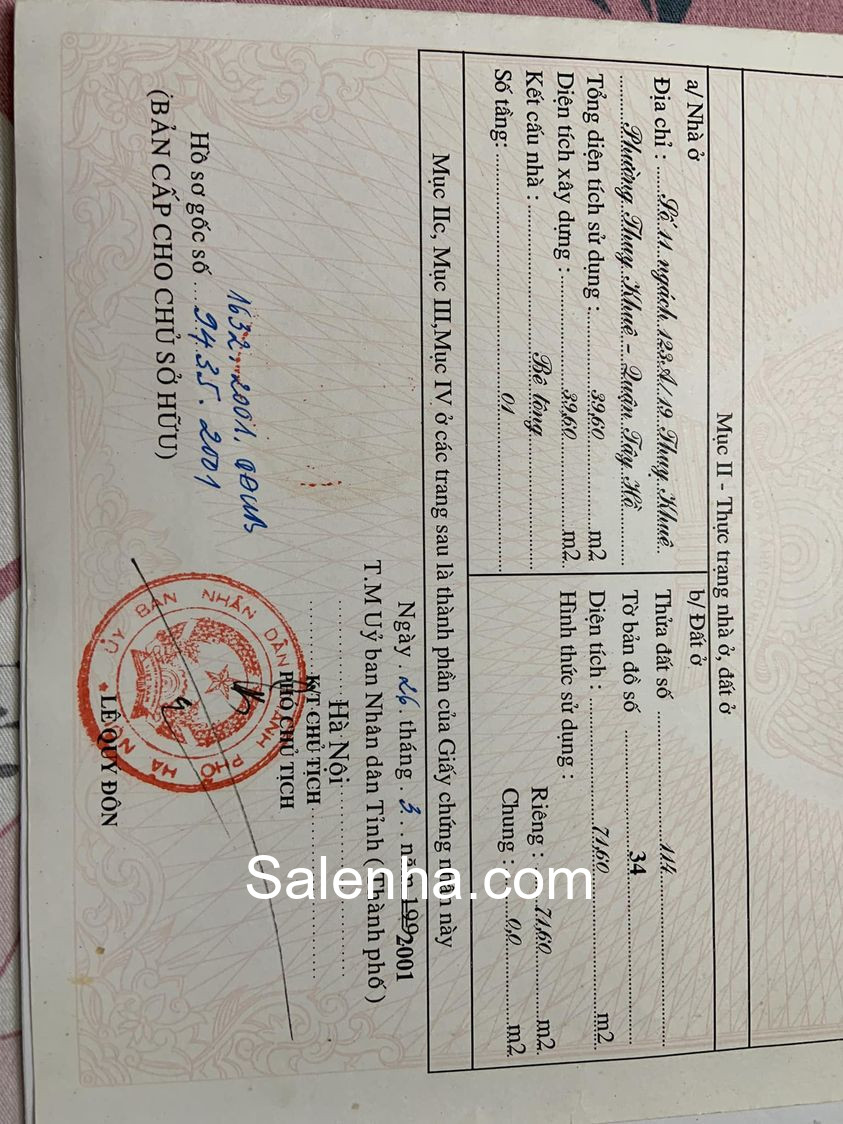 Mục II - Thực trạng nhà ở, đất ở
a/ Nhà ở
Địa chỉ : Số 11 ngách 123A/19 Thụy Khuê
Phường Thụy Khuê - Quận Tây Hồ
Tổng diện tích sử dụng : 39,60 m2
Diện tích xây dựng : 39,60 m2.
Kết cấu nhà : Bê tông
Số tầng: 01
b/ Đất ở
Thửa đất số 114
Tờ bản đồ số 34
Diện tích : 71,60 m2
Hình thức sử dụng :
Riêng : 71,60 m2.
Chung : 0,0 m2
Mục IIc, Mục III,Mục IV ở các trang sau là thành phần của Giấy chứng nhận này
Ngày . 26 . tháng . 3 . năm 1992001
T.M Uỷ ban Nhân dân Tỉnh ( Thành phố )
Hà Nội
K/T CHỦ TỊCH
PHÓ CHỦ TỊCH
ỦY BAN NHÂN DÂN THÀNH PHỐ HÀ NỘI
LÊ QUÝ ĐÔN
1632. 2001. QĐUB
Hồ sơ gốc số 9435. 2001
(BẢN CẤP CHO CHỦ SỞ HỮU)
Salenha.com